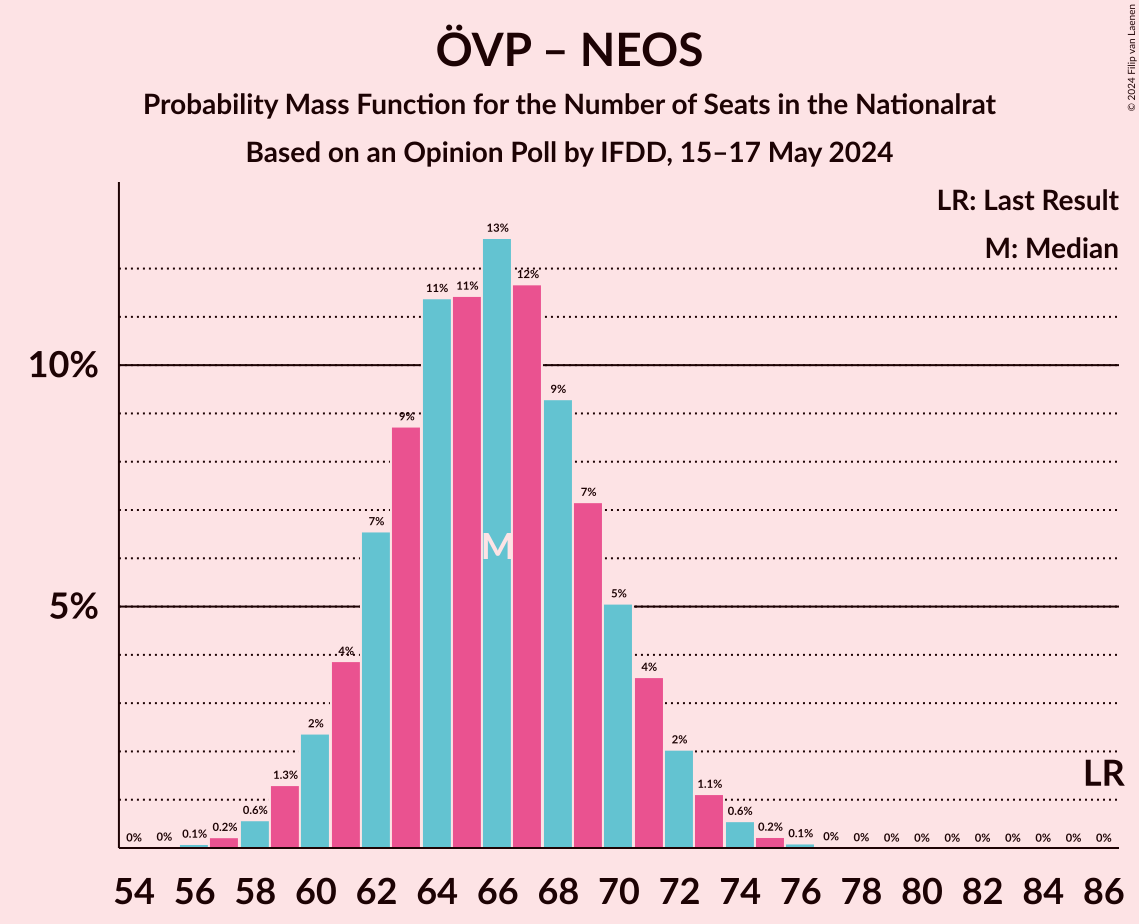 ÖVP – NEOS
Probability Mass Function for the Number of Seats in the Nationalrat
Based on an Opinion Poll by IFDD, 15–17 May 2024
© 2024 Filip van Laenen
LR: Last Result
M: Median
10%
5%
0% 0% 0.1% 0.2% 0.6% 1.3% 2% 4% 7% 9% 11% 11% 13% 12% 9% 7% 5% 4% 2% 1.1% 0.6% 0.2% 0.1% 0% 0% 0% 0% 0% 0% 0% 0% 0% 0%
M
LR
54 56 58 60 62 64 66 68 70 72 74 76 78 80 82 84 86